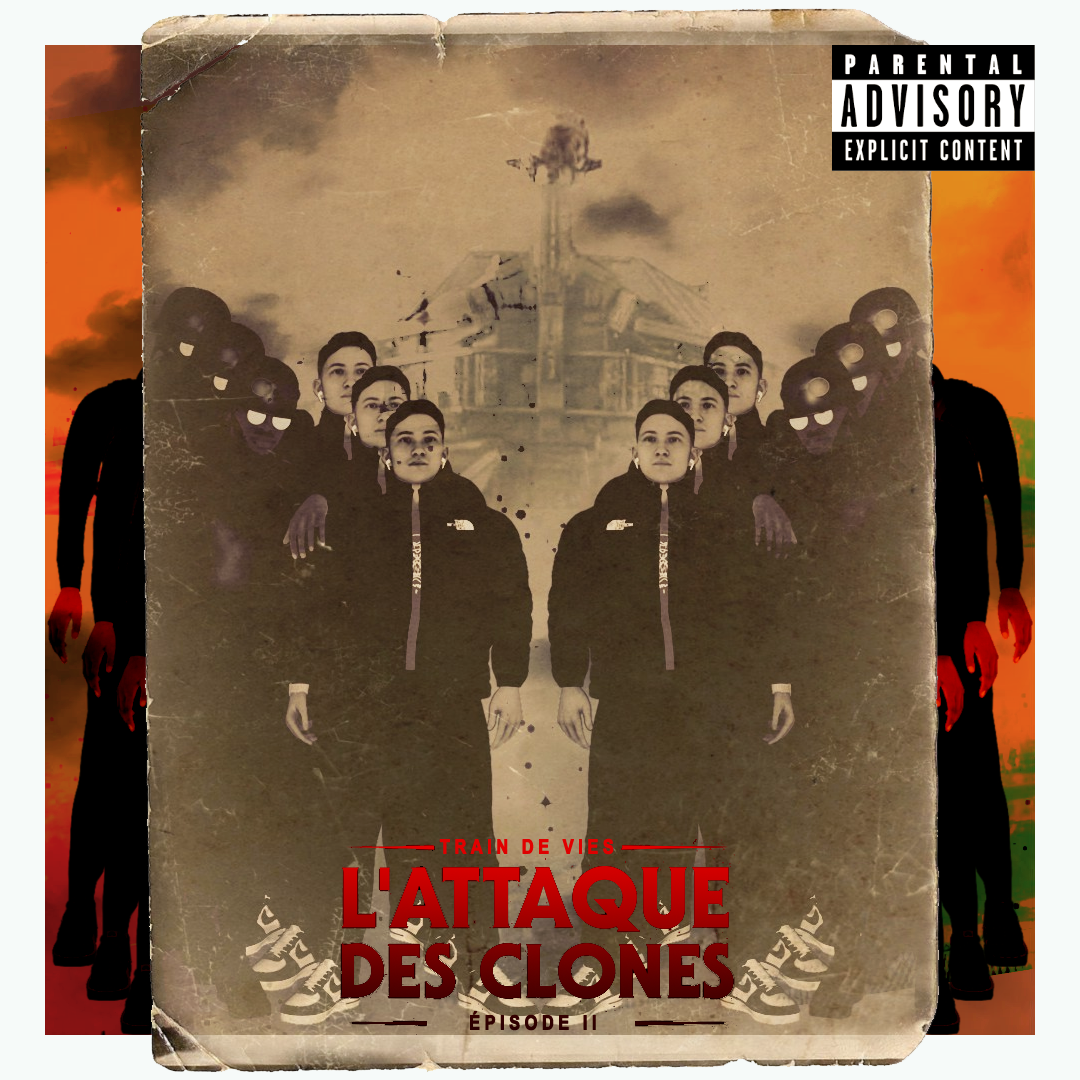 PARENTAL
ADVISORY
EXPLICIT CONTENT
TRAIN DE VIES
L'ATTAQUE
DES CLONES
ÉPISODE II